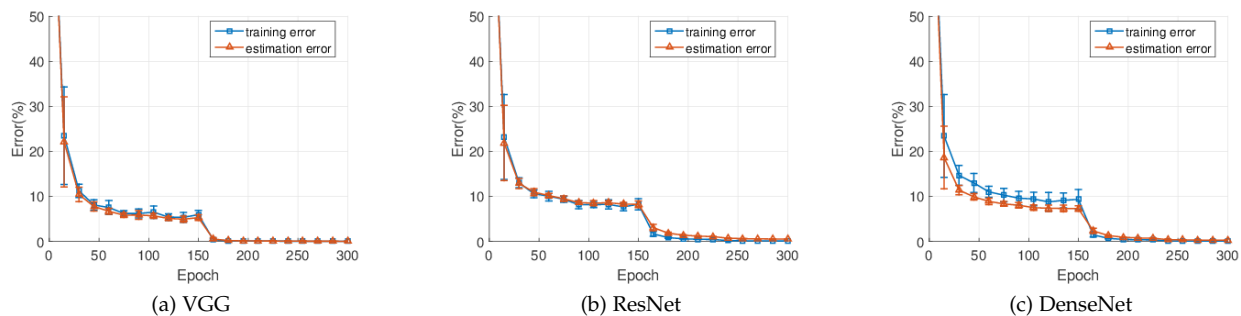 50
40
30
20
10
0
Error(%)
training error
estimation error
0 50 100 150 200 250 300
Epoch
(a) VGG
50
40
30
20
10
0
Error(%)
training error
estimation error
0 50 100 150 200 250 300
Epoch
(b) ResNet
50
40
30
20
10
0
Error(%)
training error
estimation error
0 50 100 150 200 250 300
Epoch
(c) DenseNet